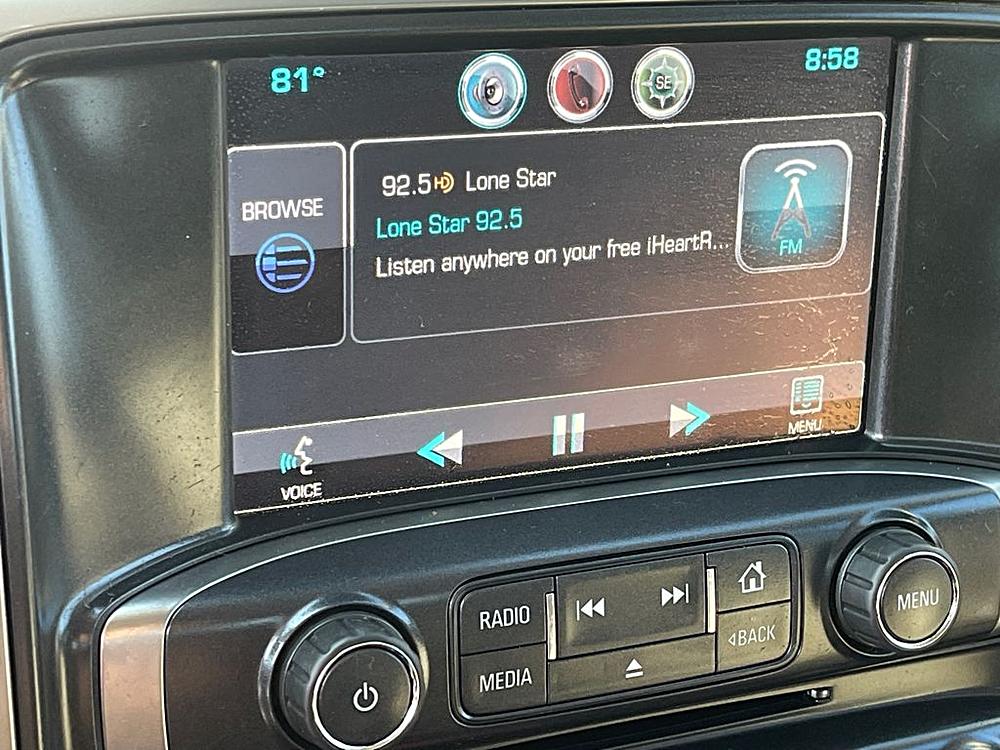 81°
SE
8:58
BROWSE
92.5 HD Lone Star
Lone Star 92.5
Listen anywhere on your free iHeartR...
FM
VOICE
MENU
RADIO
MEDIA
BACK
MENU